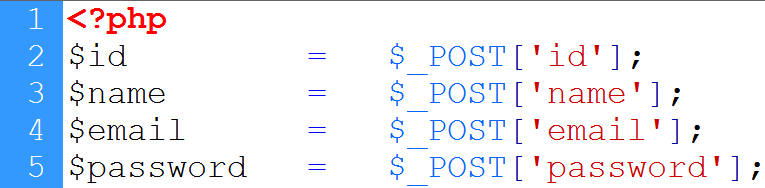 1 <?php
2 $id = $_POST['id'];
3 $name = $_POST['name'];
4 $email = $_POST['email'];
5 $password = $_POST['password'];